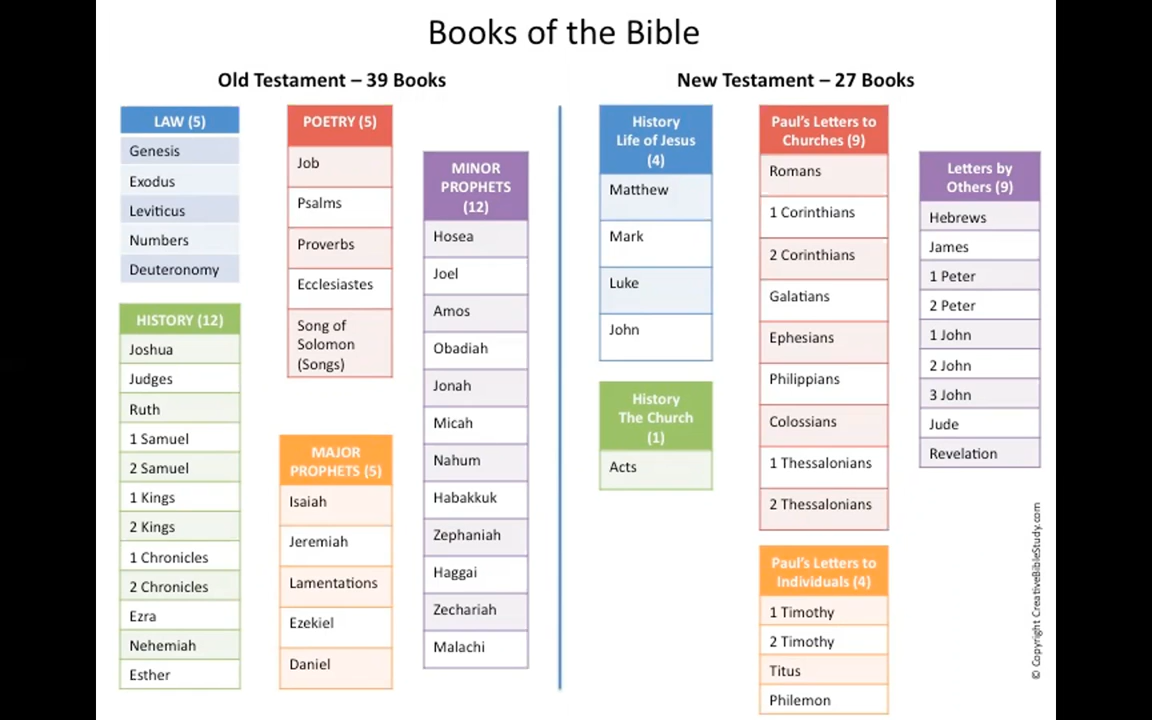 Books of the Bible
Old Testament – 39 Books
LAW (5)
Genesis
Exodus
Leviticus
Numbers
Deuteronomy
HISTORY (12)
Joshua
Judges
Ruth
1 Samuel
2 Samuel
1 Kings
2 Kings
1 Chronicles
2 Chronicles
Ezra
Nehemiah
Esther
POETRY (5)
Job
Psalms
Proverbs
Ecclesiastes
Song of
Solomon
(Songs)
MAJOR
PROPHETS (5)
Isaiah
Jeremiah
Lamentations
Ezekiel
Daniel
MINOR
PROPHETS
(12)
Hosea
Joel
Amos
Obadiah
Jonah
Micah
Nahum
Habakkuk
Zephaniah
Haggai
Zechariah
Malachi
New Testament – 27 Books
History
Life of Jesus
(4)
Matthew
Mark
Luke
John
History
The Church
(1)
Acts
Paul's Letters to
Churches (9)
Romans
1 Corinthians
2 Corinthians
Galatians
Ephesians
Philippians
Colossians
1 Thessalonians
2 Thessalonians
Paul's Letters to
Individuals (4)
1 Timothy
2 Timothy
Titus
Philemon
Letters by
Others (9)
Hebrews
James
1 Peter
2 Peter
1 John
2 John
3 John
Jude
Revelation
© Copyright CreativeBibleStudy.com